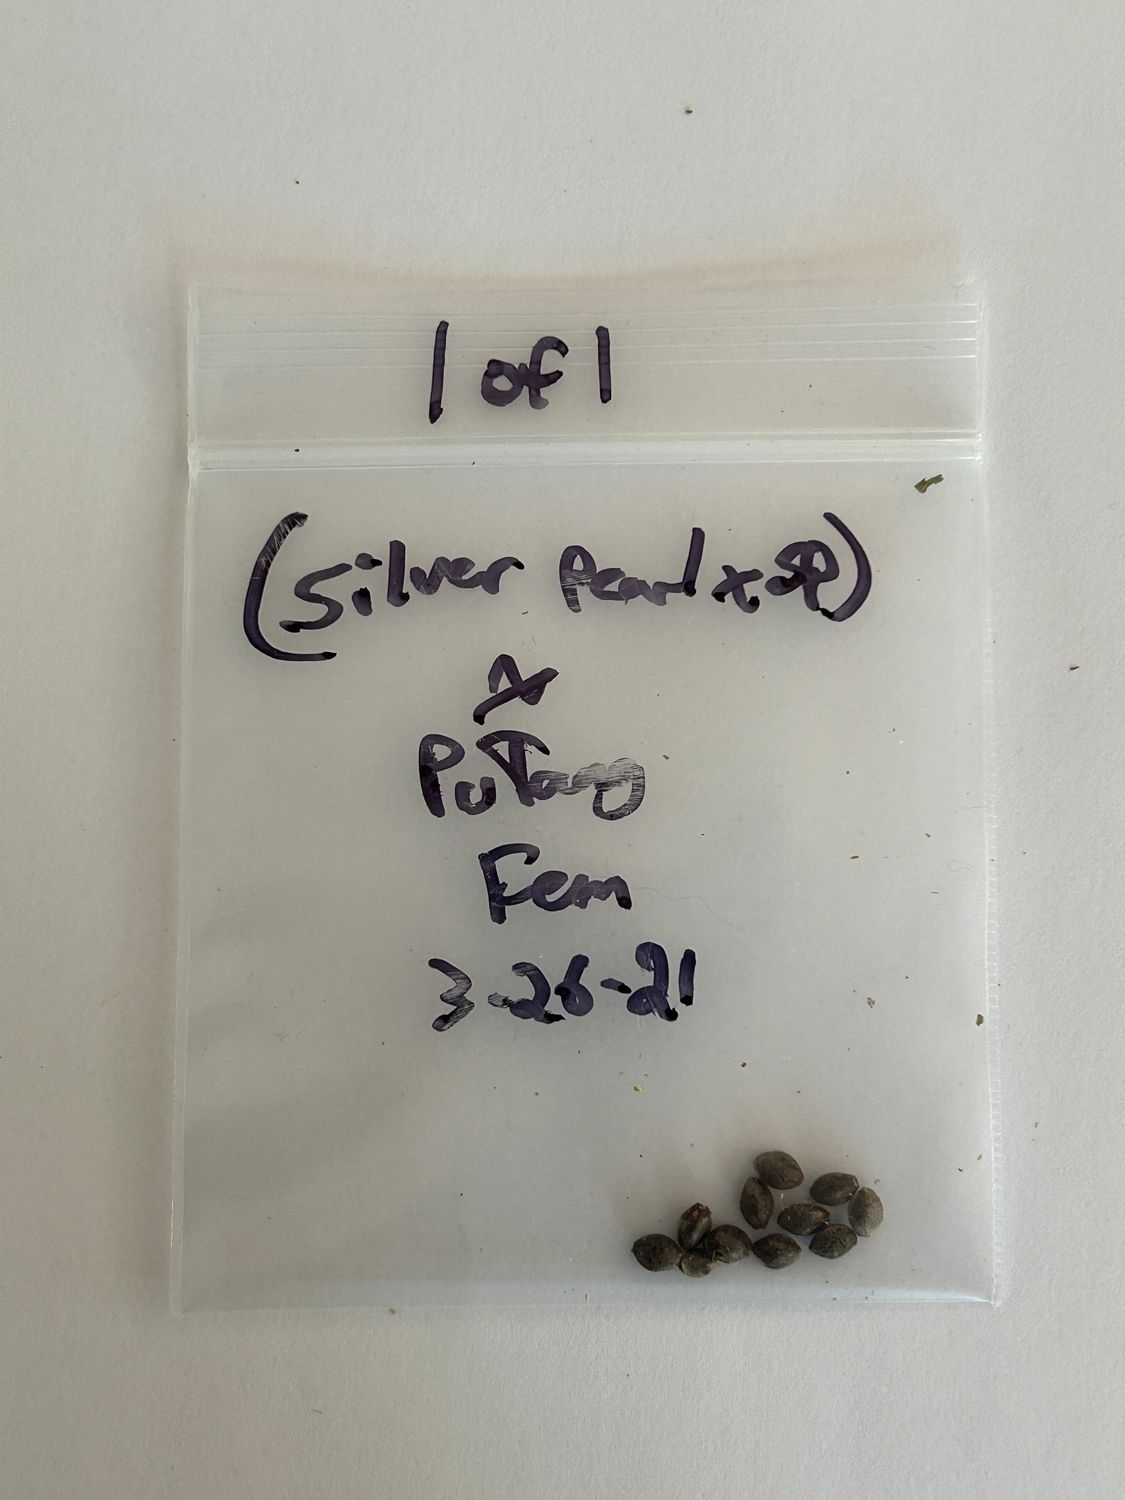 1 of 1
(Silver Pearl x SP)
x
PuTang
Fem
3-26-21